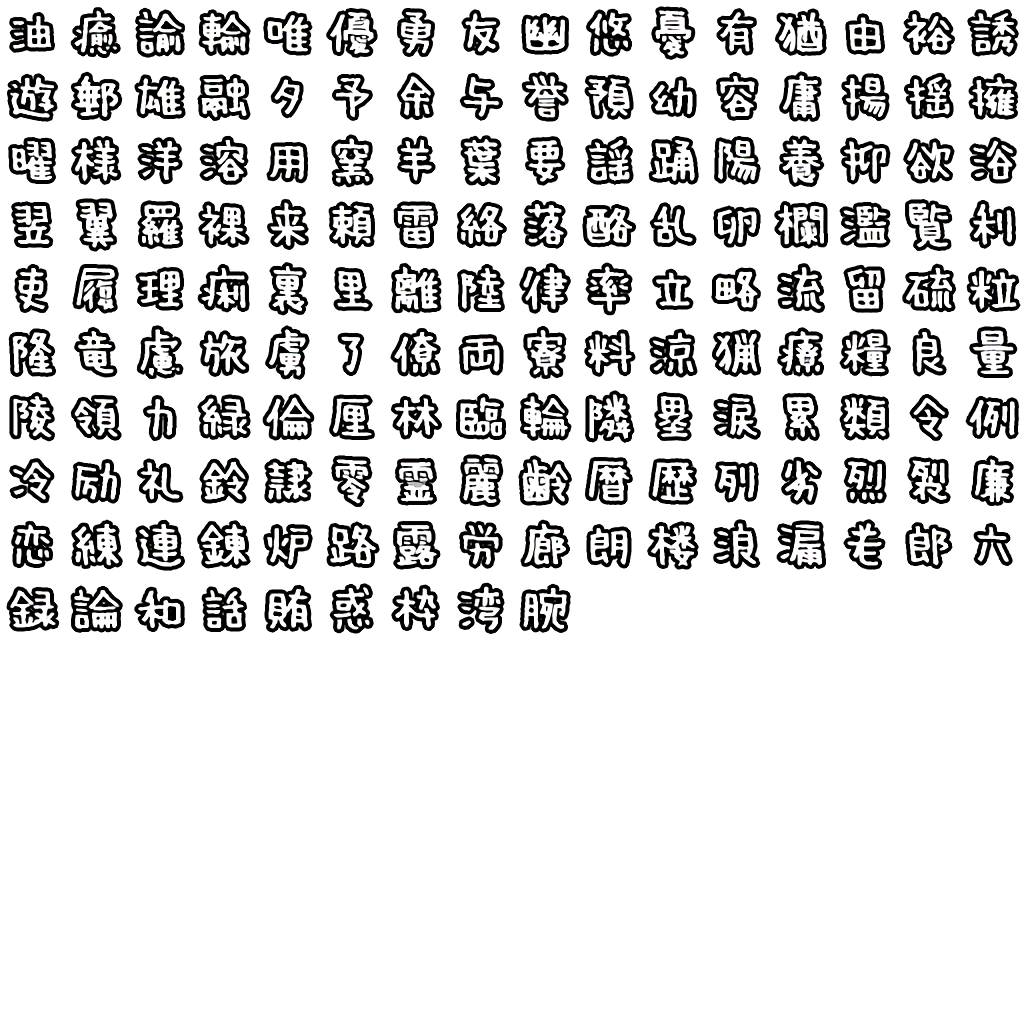 油癒諭輸唯優勇友幽悠憂有猶由裕誘
遊郵雄融夕予余与誉預幼容庸揚揺擁
曜様洋溶用窯羊葉要謡踊陽養抑欲浴
翌翼羅裸来頼雷絡落酪乱卵欄濫覧利
吏履理痢裏里離陸律率立略流留硫粒
隆竜慮旅虜了僚両寮料涼猟療糧良量
陵領力緑倫厘林臨輪隣塁涙累類令例
冷励礼鈴隷零霊麗齢暦歴列劣烈裂廉
恋練連錬炉路露労廊朗楼浪漏老郎六
録論和話賄惑枠湾腕